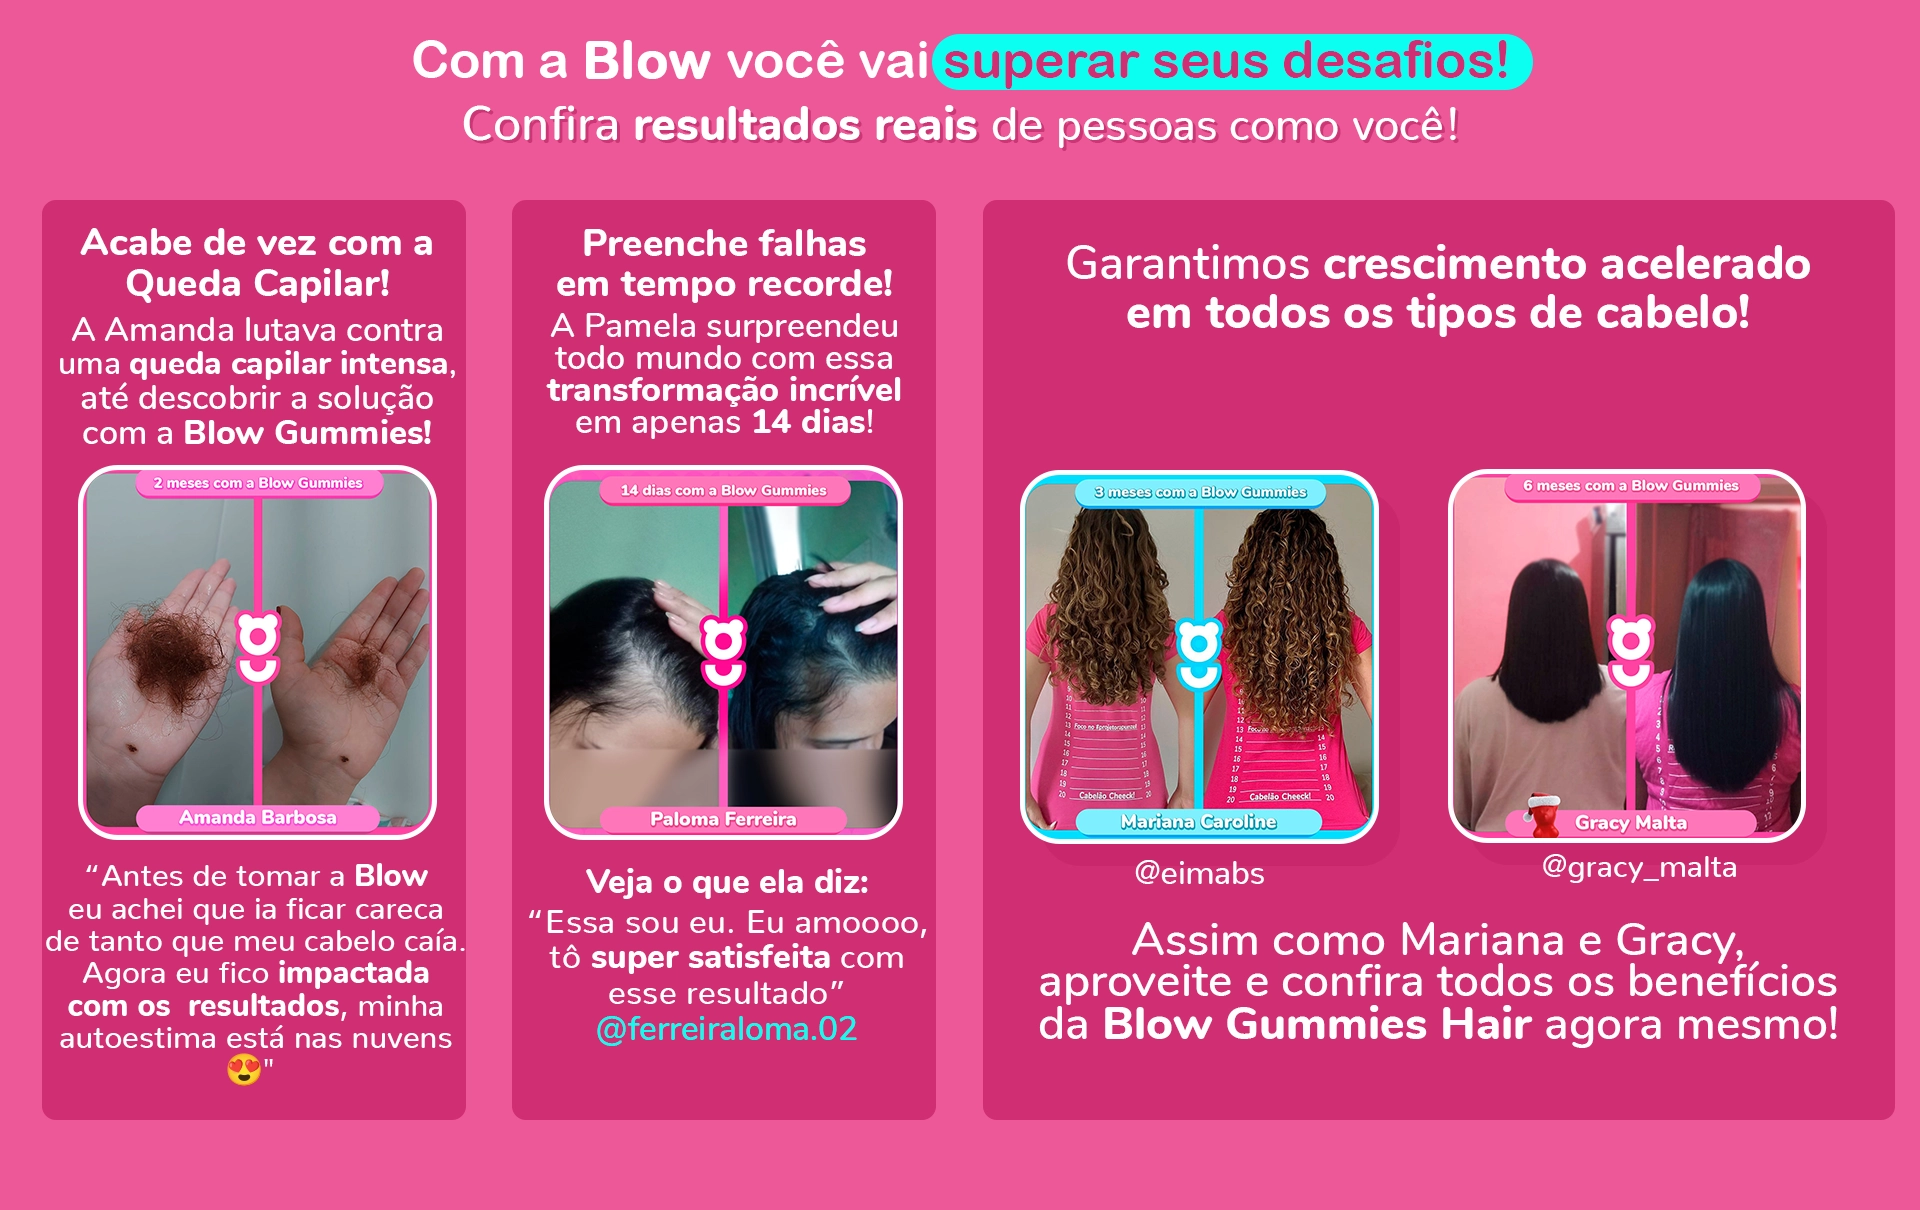 Com a Blow você vai superar seus desafios!
Confira resultados reais de pessoas como você!
Acabe de vez com a
Queda Capilar!
A Amanda lutava contra
uma queda capilar intensa,
até descobrir a solução
com a Blow Gummies!
2 meses com a Blow Gummies
Amanda Barbosa
“Antes de tomar a Blow
eu achei que ia ficar careca
de tanto que meu cabelo caía.
Agora eu fico impactada
com os resultados, minha
autoestima está nas nuvens
😍"
Preenche falhas
em tempo recorde!
A Pamela surpreendeu
todo mundo com essa
transformação incrível
em apenas 14 dias!
14 dias com a Blow Gummies
Paloma Ferreira
Veja o que ela diz:
“Essa sou eu. Eu amoooo,
tô super satisfeita com
esse resultado”
@ferreiraloma.02
Garantimos crescimento acelerado
em todos os tipos de cabelo!
3 meses com a Blow Gummies
Cabelão Cheeck!
Cabelão Cheeck!
Mariana Caroline
@eimabs
6 meses com a Blow Gummies
Gracy Malta
@gracy_malta
Assim como Mariana e Gracy,
aproveite e confira todos os benefícios
da Blow Gummies Hair agora mesmo!